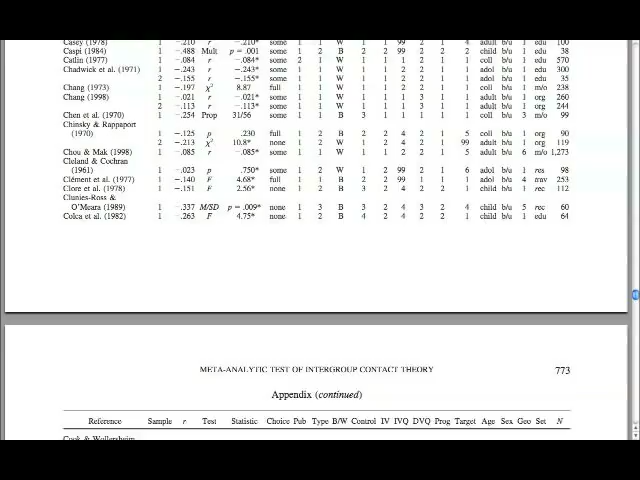 Casey (1978) 1 −.210 r −.210* some 1 1 W 1 1 99 2 1 4 adult b/u 1 edu 100
Caspi (1984) 1 −.488 Mult p = .001 some 1 2 B 2 2 4 2 2 child b/u 1 edu 38
Catlin (1977) 1 −.084 r −.084* some 2 1 W 1 1 1 2 1 coll b/u 1 edu 570
Chadwick et al. (1971) 1 −.243 r −.243* some 1 1 W 1 1 2 2 1 adol b/u 1 edu 300
2 −.155 r −.155* some 1 1 W 1 1 2 2 1 adol b/u 1 edu 35
Chang (1973) 1 −.197 χ² 8.87 full 1 1 W 1 1 2 1 1 coll b/u 1 m/o 238
Chang (1998) 1 −.021 r −.021* some 1 1 W 1 1 1 3 1 adult b/u 1 org 260
2 −.113 r −.113* some 1 1 W 1 1 1 3 1 adult b/u 1 org 244
Chen et al. (1970) 1 −.254 Prop 31/56 some 1 1 B 3 1 1 1 1 coll b/u 3 m/o 99
Chinsky & Rappaport
(1970) 1 −.125 p .230 full 1 2 B 2 2 4 2 1 5 coll b/u 1 org 90
2 −.213 χ² 10.8* none 1 2 W 2 2 4 2 1 99 adult b/u 1 org 119
Chou & Mak (1998) 1 −.085 r −.085* some 1 1 W 1 1 2 2 1 5 adult b/u 6 m/o 1,273
Cleland & Cochran
(1961) 1 −.023 p .750* some 1 2 W 1 2 99 2 1 6 adol b/u 1 res 98
Clément et al. (1977) 1 −.140 F 4.68* full 1 1 B 2 2 99 1 1 1 adol b/u 4 trav 253
Clore et al. (1978) 1 −.151 F 2.56* none 1 2 B 3 2 4 2 2 1 child b/u 1 rec 112
Clunies-Ross &
O'Meara (1989) 1 −.337 M/SD p = .009* none 1 3 B 3 2 4 3 2 4 child b/u 5 rec 60
Colca et al. (1982) 1 −.263 F 4.75* none 1 2 B 4 2 4 2 2 1 child b/u 1 edu 64
META-ANALYTIC TEST OF INTERGROUP CONTACT THEORY 773
Appendix (continued)
Reference Sample r Test Statistic Choice Pub Type B/W Control IV IVQ DVQ Prog Target Age Sex Geo Set N
Cook & Wollersheim